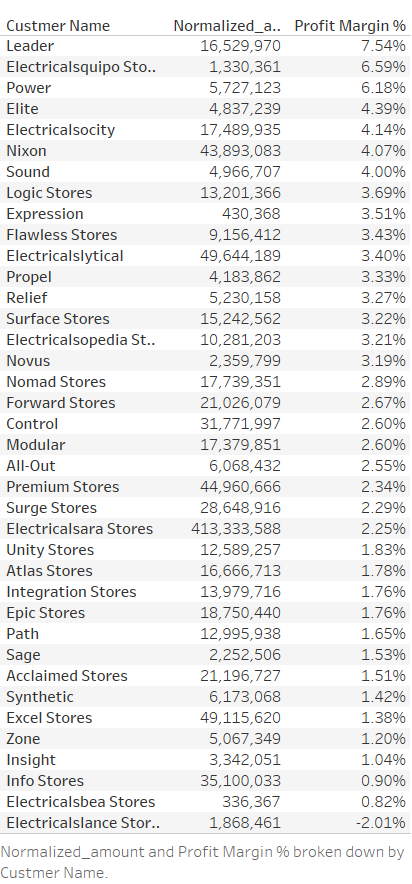 Custmer Name Normalized_a.. Profit Margin %
Leader 16,529,970 7.54%
Electricalsquipo Sto.. 1,330,361 6.59%
Power 5,727,123 6.18%
Elite 4,837,239 4.39%
Electricalsocity 17,489,935 4.14%
Nixon 43,893,083 4.07%
Sound 4,966,707 4.00%
Logic Stores 13,201,366 3.69%
Expression 430,368 3.51%
Flawless Stores 9,156,412 3.43%
Electricalslytical 49,644,189 3.40%
Propel 4,183,862 3.33%
Relief 5,230,158 3.27%
Surface Stores 15,242,562 3.22%
Electricalsopedia St.. 10,281,203 3.21%
Novus 2,359,799 3.19%
Nomad Stores 17,739,351 2.89%
Forward Stores 21,026,079 2.67%
Control 31,771,997 2.60%
Modular 17,379,851 2.60%
All-Out 6,068,432 2.55%
Premium Stores 44,960,666 2.34%
Surge Stores 28,648,916 2.29%
Electricalsara Stores 413,333,588 2.25%
Unity Stores 12,589,257 1.83%
Atlas Stores 16,666,713 1.78%
Integration Stores 13,979,716 1.76%
Epic Stores 18,750,440 1.76%
Path 12,995,938 1.65%
Sage 2,252,506 1.53%
Acclaimed Stores 21,196,727 1.51%
Synthetic 6,173,068 1.42%
Excel Stores 49,115,620 1.38%
Zone 5,067,349 1.20%
Insight 3,342,051 1.04%
Info Stores 35,100,033 0.90%
Electricalsbea Stores 336,367 0.82%
Electricalslance Stor.. 1,868,461 -2.01%
Normalized_amount and Profit Margin % broken down by
Custmer Name.